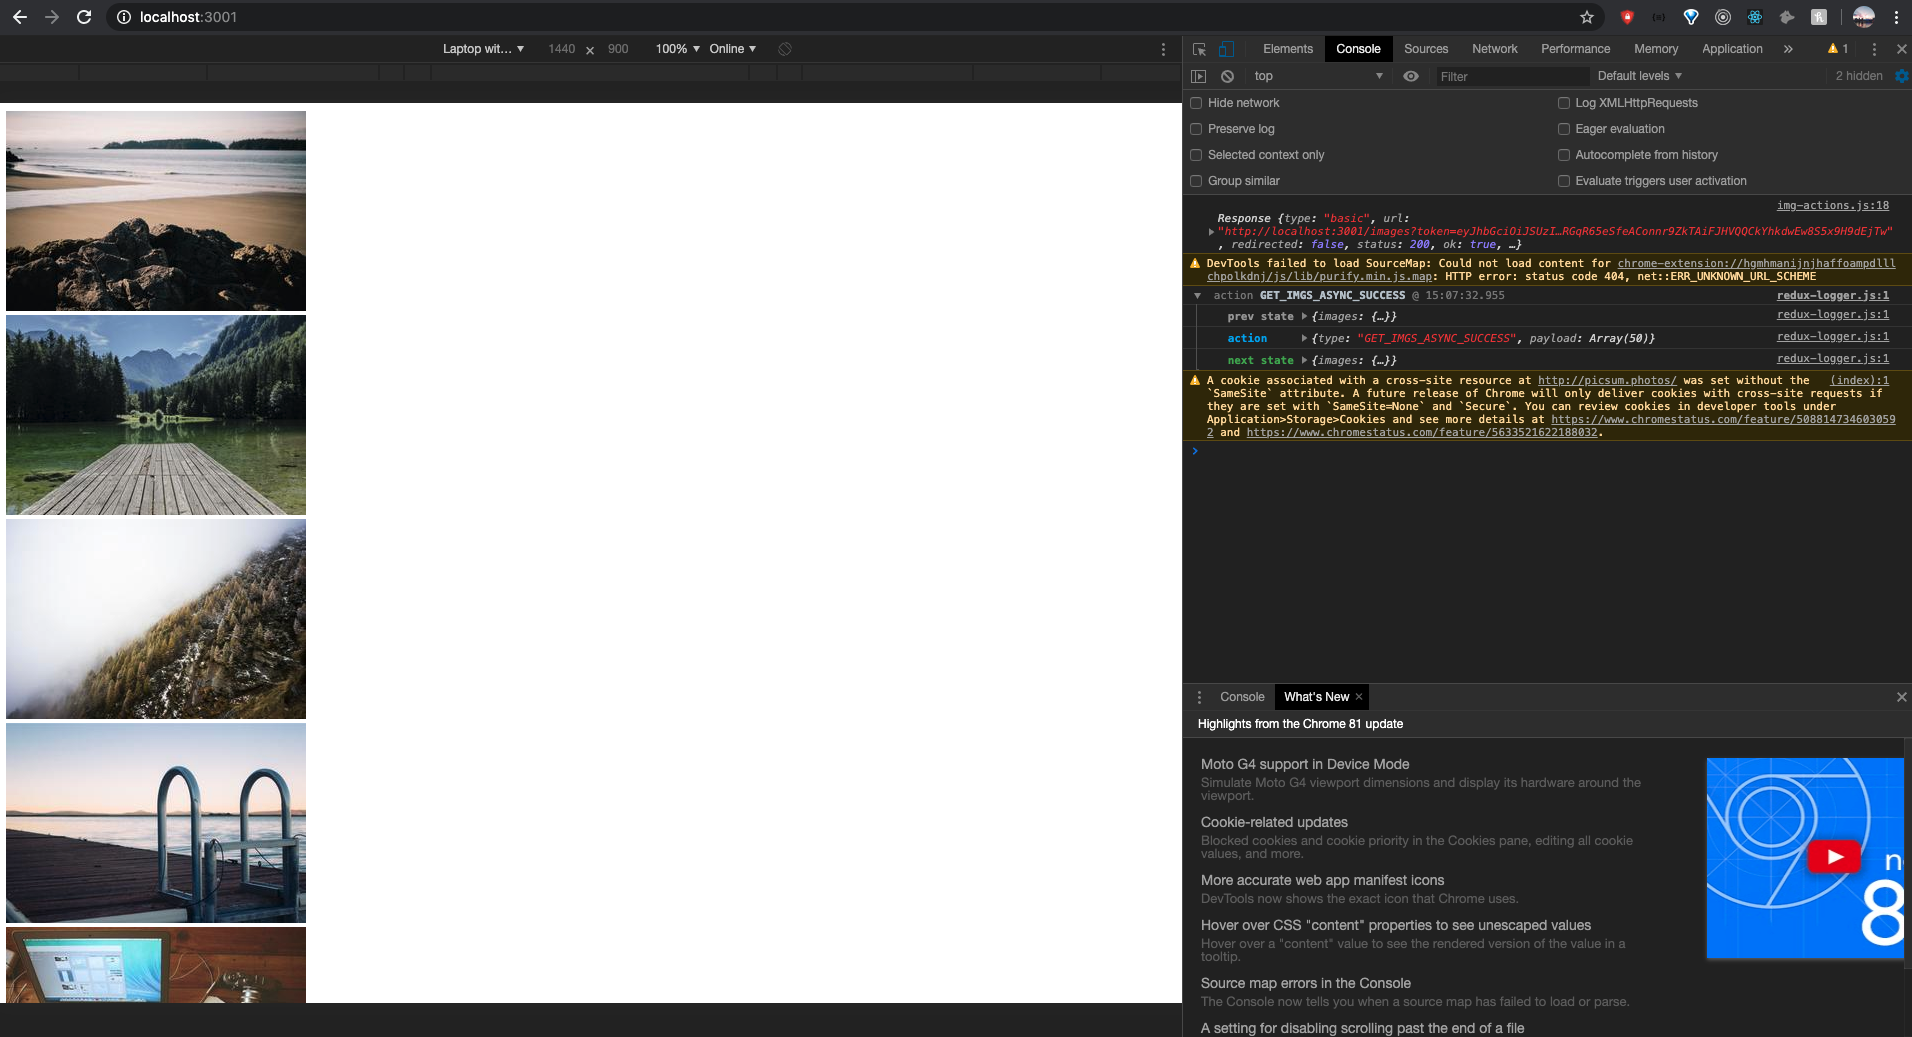 localhost:3001
Laptop wit... ▼ 1440 x 900 100% ▼ Online ▼
Elements Console Sources Network Performance Memory Application » 1
top ▼ Filter Default levels ▼ 2 hidden
Hide network Log XMLHttpRequests
Preserve log Eager evaluation
Selected context only Autocomplete from history
Group similar Evaluate triggers user activation
img-actions.js:18
Response {type: "basic", url:
"http://localhost:3001/images?token=eyJhbGciOiJSUzI…RGqR65eSfeAConnr9ZkTAiFJHVQQCkYhkdwEw8S5x9H9dEjTw"
, redirected: false, status: 200, ok: true, …}
DevTools failed to load SourceMap: Could not load content for chrome-extension://hgmhmanijnjhaffoampdlll
chpolkdnj/js/lib/purify.min.js.map: HTTP error: status code 404, net::ERR_UNKNOWN_URL_SCHEME
action GET_IMGS_ASYNC_SUCCESS @ 15:07:32.955 redux-logger.js:1
prev state {images: {…}} redux-logger.js:1
action {type: "GET_IMGS_ASYNC_SUCCESS", payload: Array(50)} redux-logger.js:1
next state {images: {…}} redux-logger.js:1
A cookie associated with a cross-site resource at http://picsum.photos/ was set without the (index):1
`SameSite` attribute. A future release of Chrome will only deliver cookies with cross-site requests if
they are set with `SameSite=None` and `Secure`. You can review cookies in developer tools under
Application>Storage>Cookies and see more details at https://www.chromestatus.com/feature/508814734603059
2 and https://www.chromestatus.com/feature/5633521622188032.
Console What's New ×
Highlights from the Chrome 81 update
Moto G4 support in Device Mode
Simulate Moto G4 viewport dimensions and display its hardware around the
viewport.
Cookie-related updates
Blocked cookies and cookie priority in the Cookies pane, editing all cookie
values, and more.
More accurate web app manifest icons
DevTools now shows the exact icon that Chrome uses.
Hover over CSS "content" properties to see unescaped values
Hover over a "content" value to see the rendered version of the value in a
tooltip.
Source map errors in the Console
The Console now tells you when a source map has failed to load or parse.
A setting for disabling scrolling past the end of a file
n
8